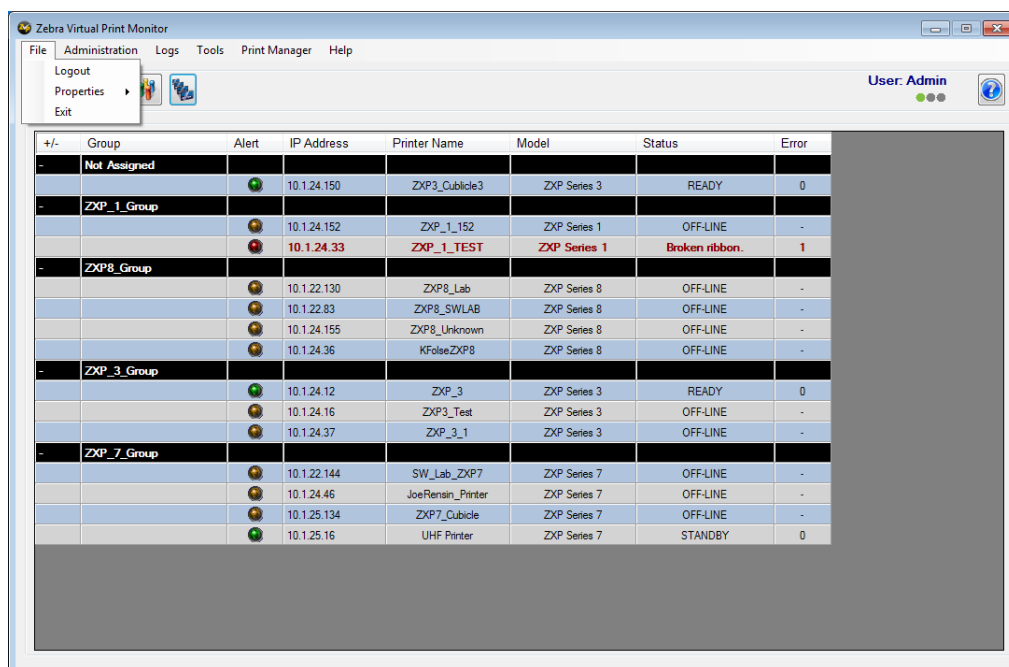 Zebra Virtual Print Monitor
File Administration Logs Tools Print Manager Help
Logout
Properties
Exit
User: Admin
+/- Group Alert IP Address Printer Name Model Status Error
- Not Assigned
10.1.24.150 ZXP3_Cublicle3 ZXP Series 3 READY 0
- ZXP_1_Group
10.1.24.152 ZXP_1_152 ZXP Series 1 OFF-LINE -
10.1.24.33 ZXP_1_TEST ZXP Series 1 Broken ribbon. 1
- ZXP8_Group
10.1.22.130 ZXP8_Lab ZXP Series 8 OFF-LINE -
10.1.22.83 ZXP8_SWLAB ZXP Series 8 OFF-LINE -
10.1.24.155 ZXP8_Unknown ZXP Series 8 OFF-LINE -
10.1.24.36 KFolseZXP8 ZXP Series 8 OFF-LINE -
- ZXP_3_Group
10.1.24.12 ZXP_3 ZXP Series 3 READY 0
10.1.24.16 ZXP3_Test ZXP Series 3 OFF-LINE -
10.1.24.37 ZXP_3_1 ZXP Series 3 OFF-LINE -
- ZXP_7_Group
10.1.22.144 SW_Lab_ZXP7 ZXP Series 7 OFF-LINE -
10.1.24.46 JoeRensin_Printer ZXP Series 7 OFF-LINE -
10.1.25.134 ZXP7_Cubicle ZXP Series 7 OFF-LINE -
10.1.25.16 UHF Printer ZXP Series 7 STANDBY 0